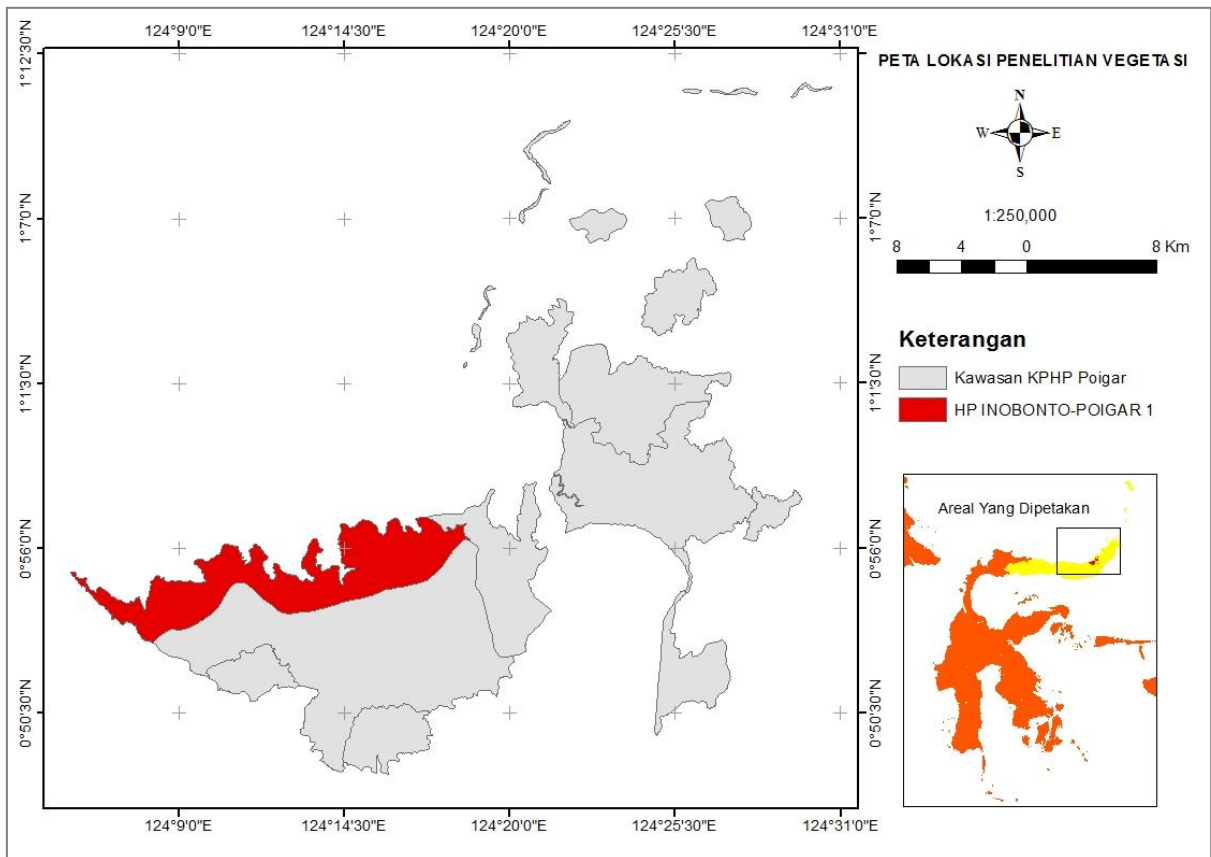 124°9'0"E 124°14'30"E 124°20'0"E 124°25'30"E 124°31'0"E
1°12'30"N
1°7'0"N
1°1'30"N
0°56'0"N
0°50'30"N
1°7'0"N
1°1'30"N
0°56'0"N
0°50'30"N
124°9'0"E 124°14'30"E 124°20'0"E 124°25'30"E 124°31'0"E
PETA LOKASI PENELITIAN VEGETASI
N
W E
S
1:250,000
8 4 0 8 Km
Keterangan
Kawasan KPHP Poigar
HP INOBONTO-POIGAR 1
Areal Yang Dipetakan